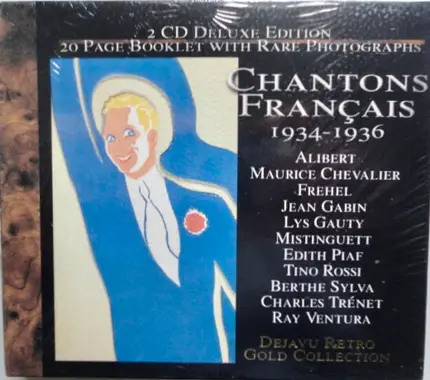 2 CD DELUXE EDITION
20 PAGE BOOKLET WITH RARE PHOTOGRAPHS
CHANTONS
FRANÇAIS
1934-1936
ALIBERT
MAURICE CHEVALIER
FREHEL
JEAN GABIN
LYS GAUTY
MISTINGUETT
EDITH PIAF
TINO ROSSI
BERTHE SYLVA
CHARLES TRÉNET
RAY VENTURA
DEJAVU RETRO
GOLD COLLECTION